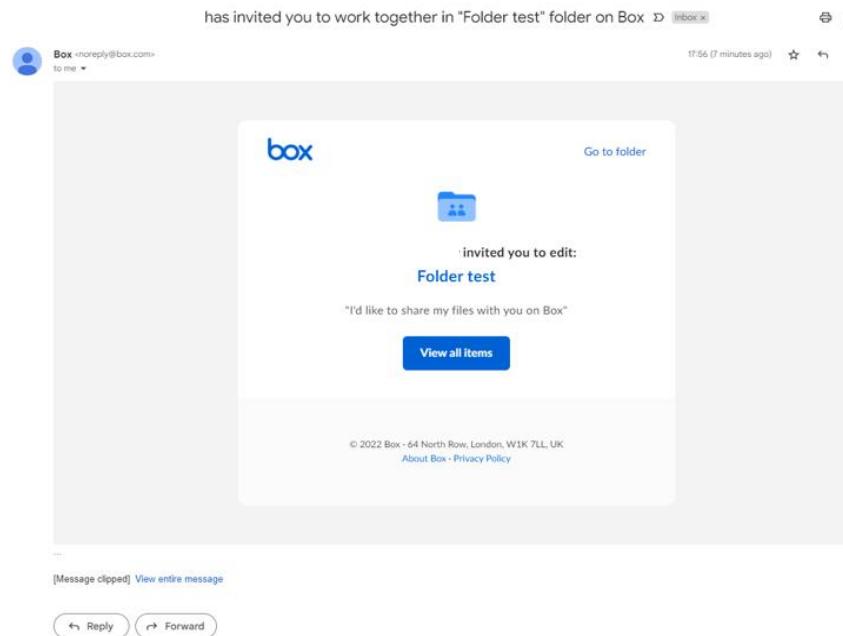 has invited you to work together in "Folder test" folder on Box Inbox x
Box <noreply@box.com> 17:56 (7 minutes ago)
to me
box Go to folder
invited you to edit:
Folder test
"I'd like to share my files with you on Box"
View all items
© 2022 Box - 64 North Row, London, W1K 7LL, UK
About Box - Privacy Policy
...
[Message clipped] View entire message
Reply Forward